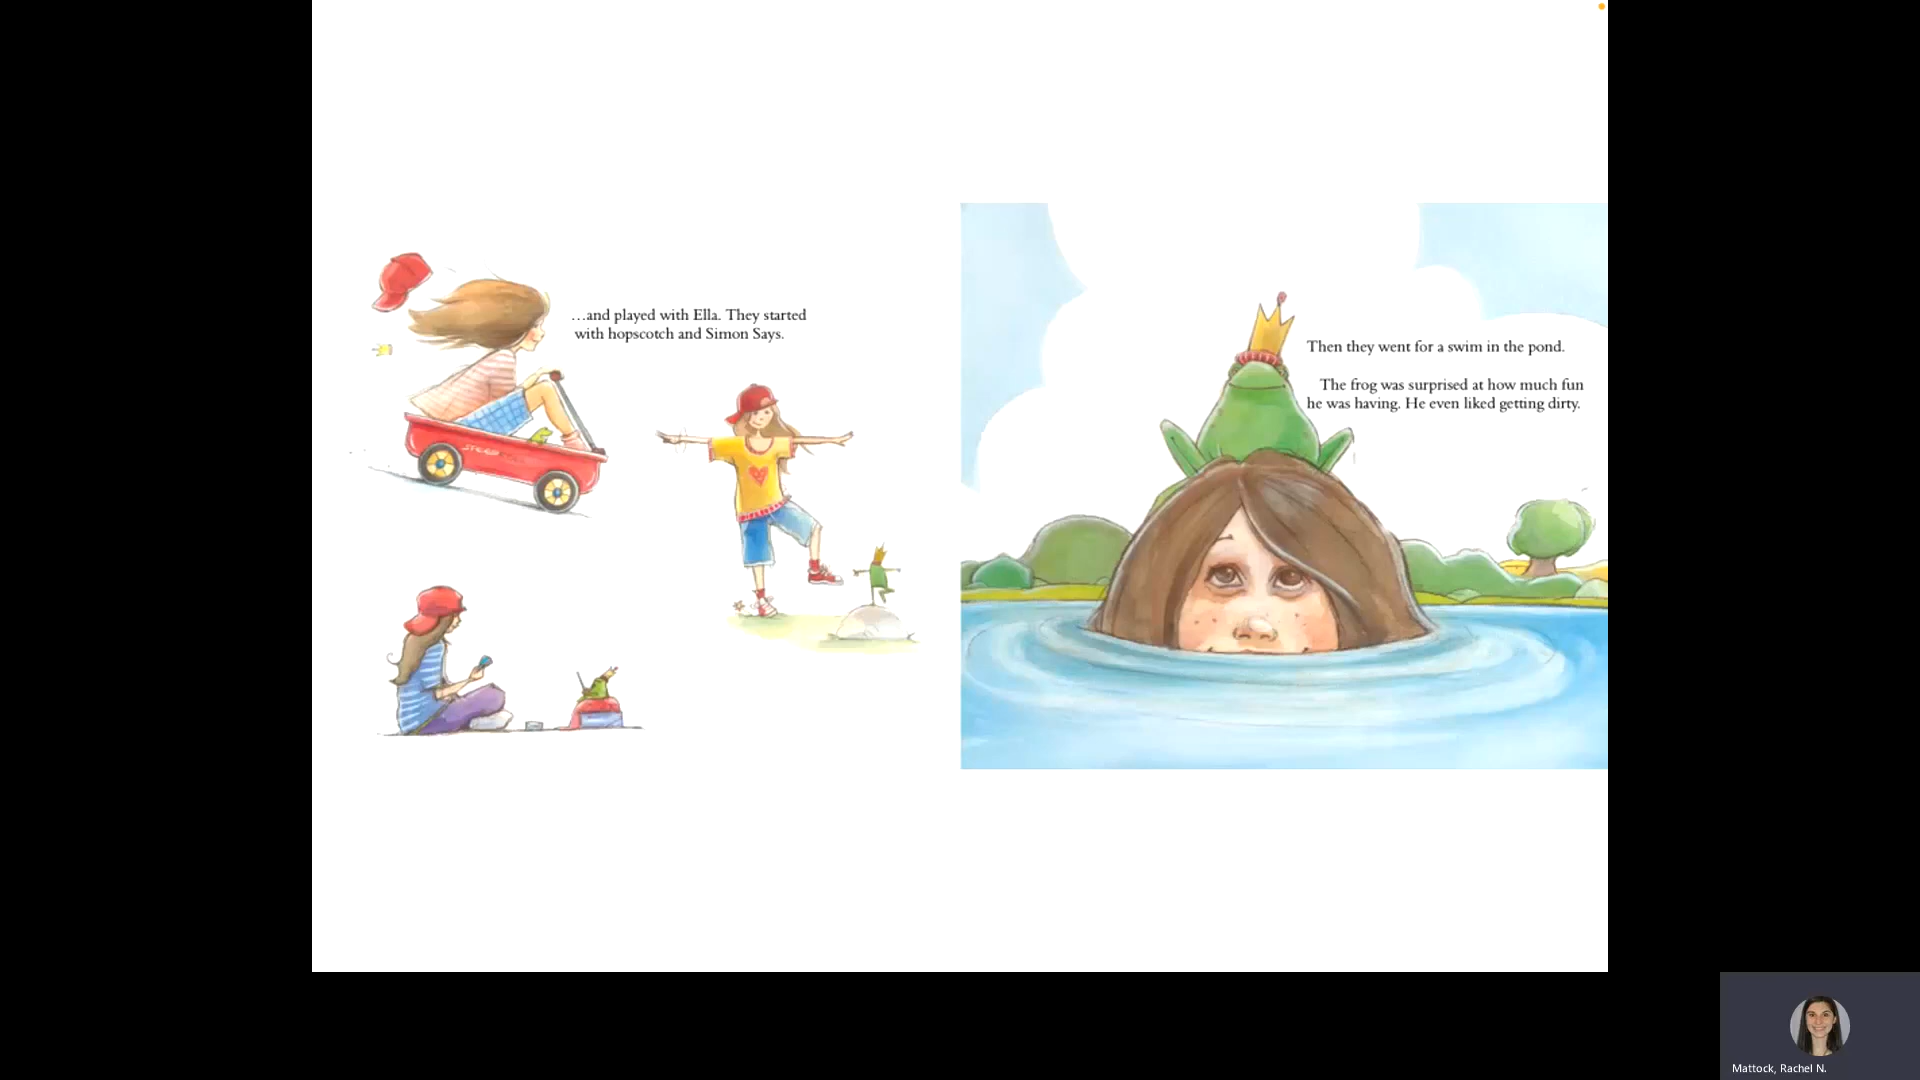 …and played with Ella. They started
with hopscotch and Simon Says.
Then they went for a swim in the pond.
The frog was surprised at how much fun
he was having. He even liked getting dirty.
Mattock, Rachel N.